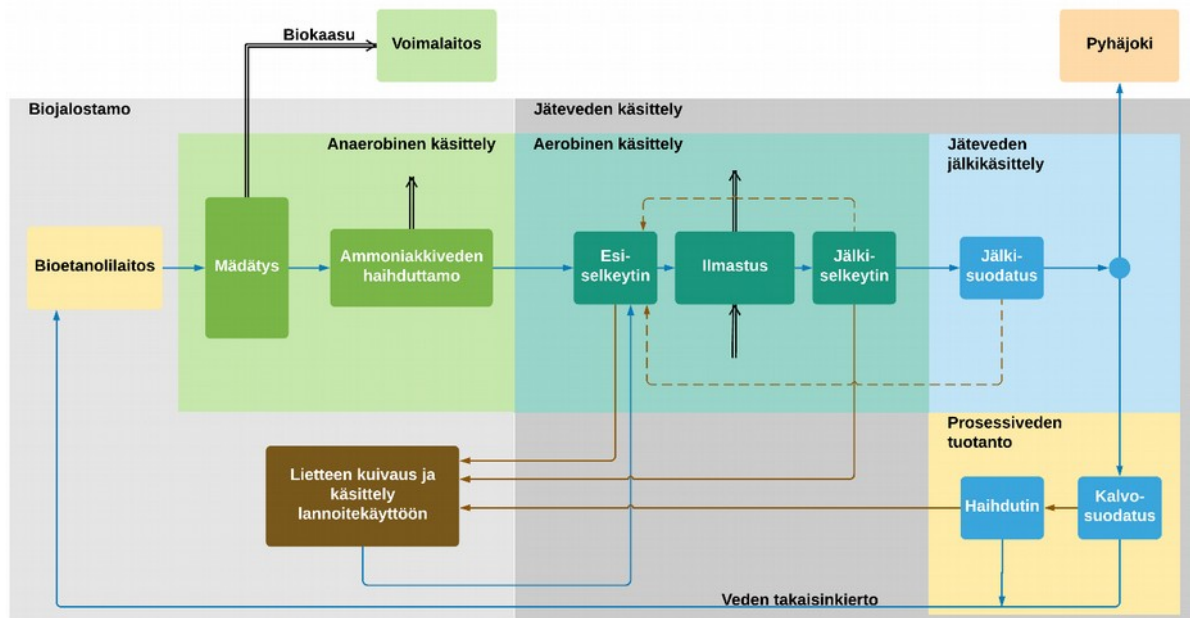 Biokaasu
Voimalaitos
Pyhäjoki
Biojalostamo
Jäteveden käsittely
Anaerobinen käsittely
Aerobinen käsittely
Jäteveden
jälkikäsittely
Bioetanolilaitos
Mädätys
Ammoniakkiveden
haihduttamo
Esi-
selkeytin
Ilmastus
Jälki-
selkeytin
Jälki-
suodatus
Prosessiveden
tuotanto
Lietteen kuivaus ja
käsittely
lannoitekäyttöön
Haihdutin
Kalvo-
suodatus
Veden takaisinkierto